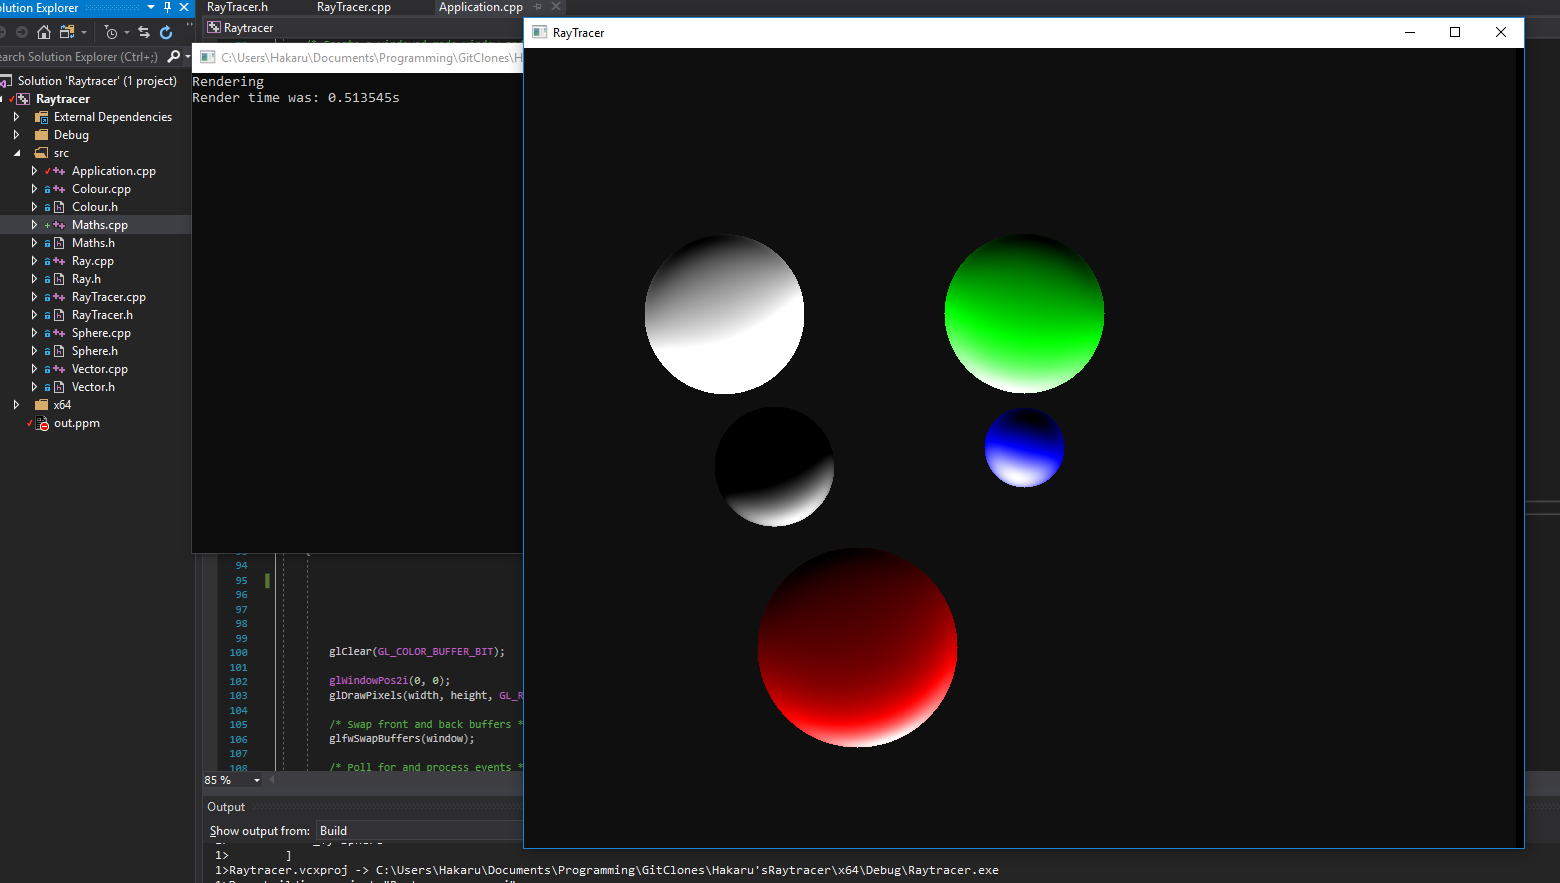 olution Explorer
earch Solution Explorer (Ctrl+;)
Solution 'Raytracer' (1 project)
Raytracer
External Dependencies
Debug
src
Application.cpp
Colour.cpp
Colour.h
Maths.cpp
Maths.h
Ray.cpp
Ray.h
RayTracer.cpp
RayTracer.h
Sphere.cpp
Sphere.h
Vector.cpp
Vector.h
x64
out.ppm
RayTracer.h RayTracer.cpp Application.cpp
Raytracer
C:\Users\Hakaru\Documents\Programming\GitClones\H
Rendering
Render time was: 0.513545s
RayTracer
94
95
96
97
98
99
100 glClear(GL_COLOR_BUFFER_BIT);
101
102 glWindowPos2i(0, 0);
103 glDrawPixels(width, height, GL_R
104
105 /* Swap front and back buffers *
106 glfwSwapBuffers(window);
107
108 /* Poll for and process events *
85 %
Output
Show output from: Build
1> ]
1>Raytracer.vcxproj -> C:\Users\Hakaru\Documents\Programming\GitClones\Hakaru'sRaytracer\x64\Debug\Raytracer.exe